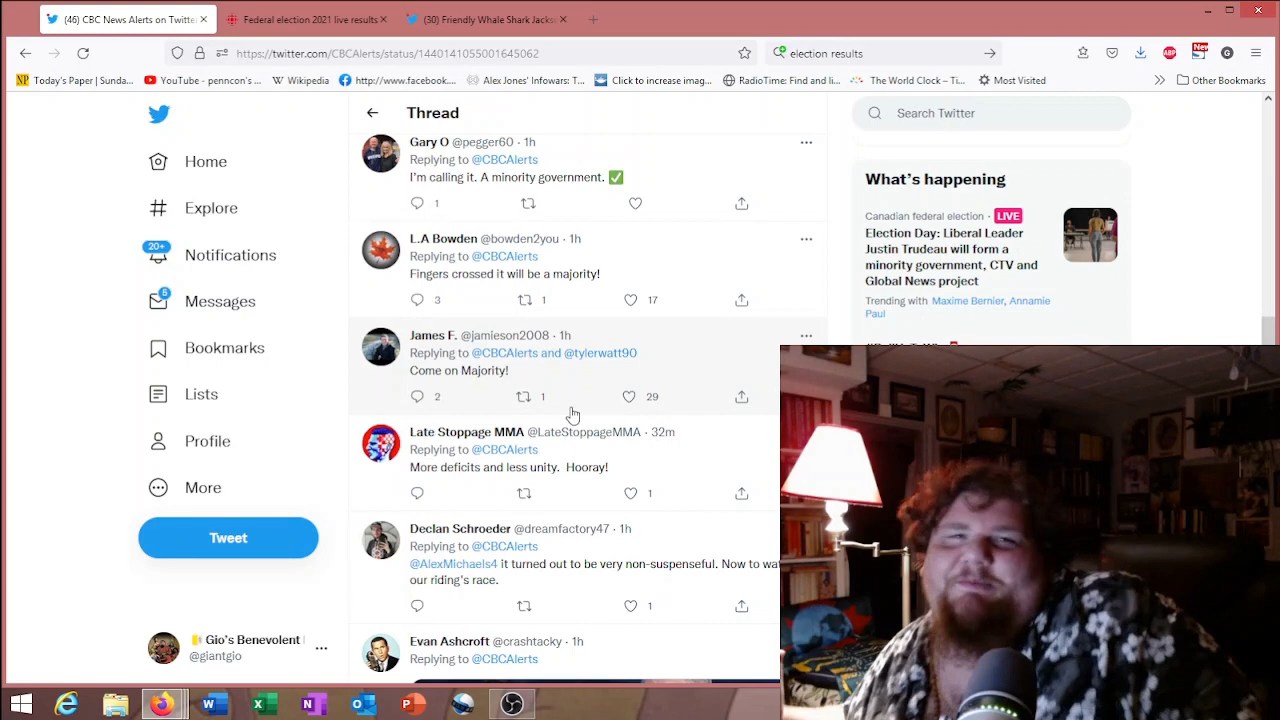 (46) CBC News Alerts on Twitte
Federal election 2021 live results
(30) Friendly Whale Shark Jacks
https://twitter.com/CBCAlerts/status/1440141055001645062
election results
ABP
New
Today's Paper | Sunda...
YouTube - penncon's...
Wikipedia
http://www.facebook....
Alex Jones' Infowars: T...
Click to increase imag...
RadioTime: Find and li...
The World Clock – Ti...
Most Visited
Other Bookmarks
Home
Explore
20+
Notifications
6
Messages
Bookmarks
Lists
Profile
More
Tweet
Gio's Benevolent
@giantgio
Thread
Gary O @pegger60 · 1h
Replying to @CBCAlerts
I'm calling it. A minority government. ✅
1
L.A Bowden @bowden2you · 1h
Replying to @CBCAlerts
Fingers crossed it will be a majority!
3 1 17
James F. @jamieson2008 · 1h
Replying to @CBCAlerts and @tylerwatt90
Come on Majority!
2 1 29
Late Stoppage MMA @LateStoppageMMA · 32m
Replying to @CBCAlerts
More deficits and less unity. Hooray!
1
Declan Schroeder @dreamfactory47 · 1h
Replying to @CBCAlerts
@AlexMichaels4 it turned out to be very non-suspenseful. Now to wa
our riding's race.
1
Evan Ashcroft @crashtacky · 1h
Replying to @CBCAlerts
Search Twitter
What's happening
Canadian federal election · LIVE
Election Day: Liberal Leader
Justin Trudeau will form a
minority government, CTV and
Global News project
Trending with Maxime Bernier, Annamie
Paul